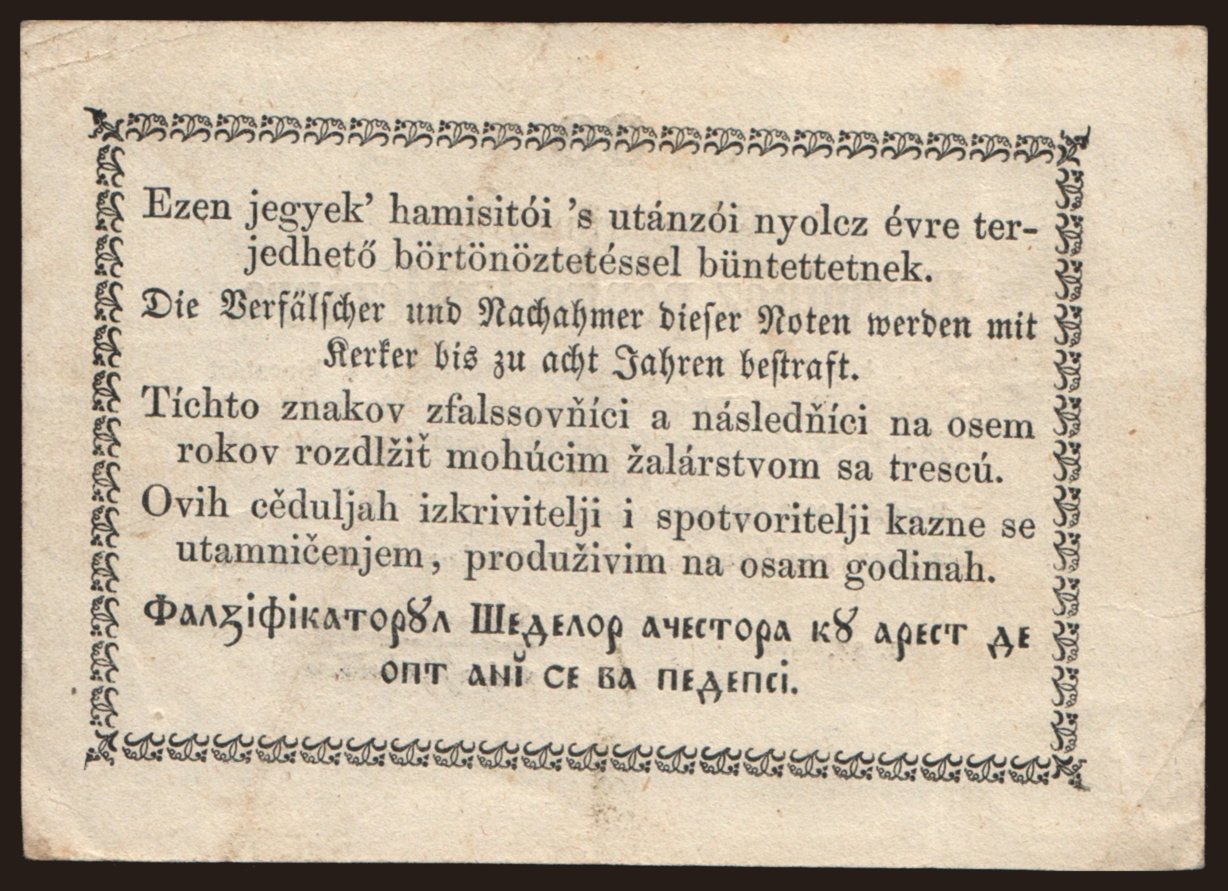 Ezen jegyek’ hamisitói ’s utánzói nyolcz évre ter-
jedhető börtönöztetéssel büntettetnek.
Die Verfälscher und Nachahmer dieser Noten werden mit
Kerker bis zu acht Jahren bestraft.
Tíchto znakov zfalssovňíci a následňíci na osem
rokov rozdlžiť mohúcim žalárstvom sa trescú.
Ovih cěduljah izkrivitelji i spotvoritelji kazne se
utamničenjem, produživim na osam godinah.
Фалѯіфікаторꙋл Шеделор ачестора кꙋ арест де
опт анĭ се ва педепсі.